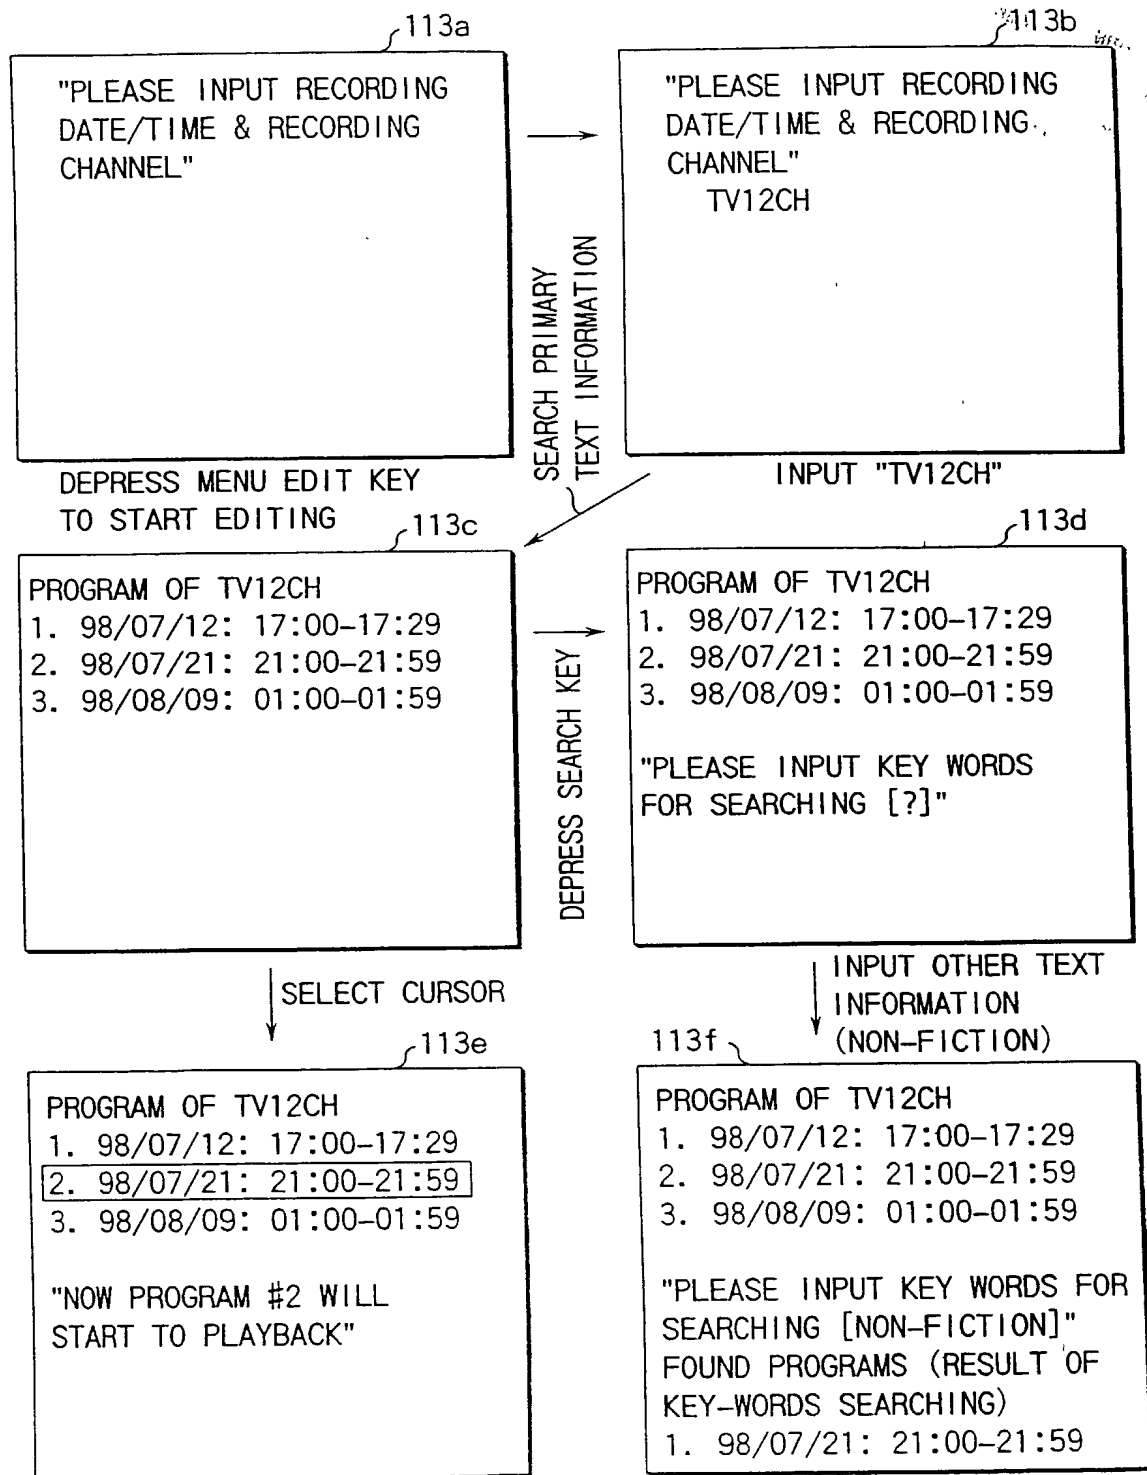 113a
"PLEASE INPUT RECORDING
DATE/TIME & RECORDING
CHANNEL"
DEPRESS MENU EDIT KEY
TO START EDITING
113b
"PLEASE INPUT RECORDING
DATE/TIME & RECORDING
CHANNEL"
TV12CH
INPUT "TV12CH"
SEARCH PRIMARY
TEXT INFORMATION
113c
PROGRAM OF TV12CH
1. 98/07/12: 17:00-17:29
2. 98/07/21: 21:00-21:59
3. 98/08/09: 01:00-01:59
DEPRESS SEARCH KEY
113d
PROGRAM OF TV12CH
1. 98/07/12: 17:00-17:29
2. 98/07/21: 21:00-21:59
3. 98/08/09: 01:00-01:59
"PLEASE INPUT KEY WORDS
FOR SEARCHING [?]"
SELECT CURSOR
INPUT OTHER TEXT
INFORMATION
(NON-FICTION)
113e
PROGRAM OF TV12CH
1. 98/07/12: 17:00-17:29
2. 98/07/21: 21:00-21:59
3. 98/08/09: 01:00-01:59
"NOW PROGRAM #2 WILL
START TO PLAYBACK"
113f
PROGRAM OF TV12CH
1. 98/07/12: 17:00-17:29
2. 98/07/21: 21:00-21:59
3. 98/08/09: 01:00-01:59
"PLEASE INPUT KEY WORDS FOR
SEARCHING [NON-FICTION]"
FOUND PROGRAMS (RESULT OF
KEY-WORDS SEARCHING)
1. 98/07/21: 21:00-21:59